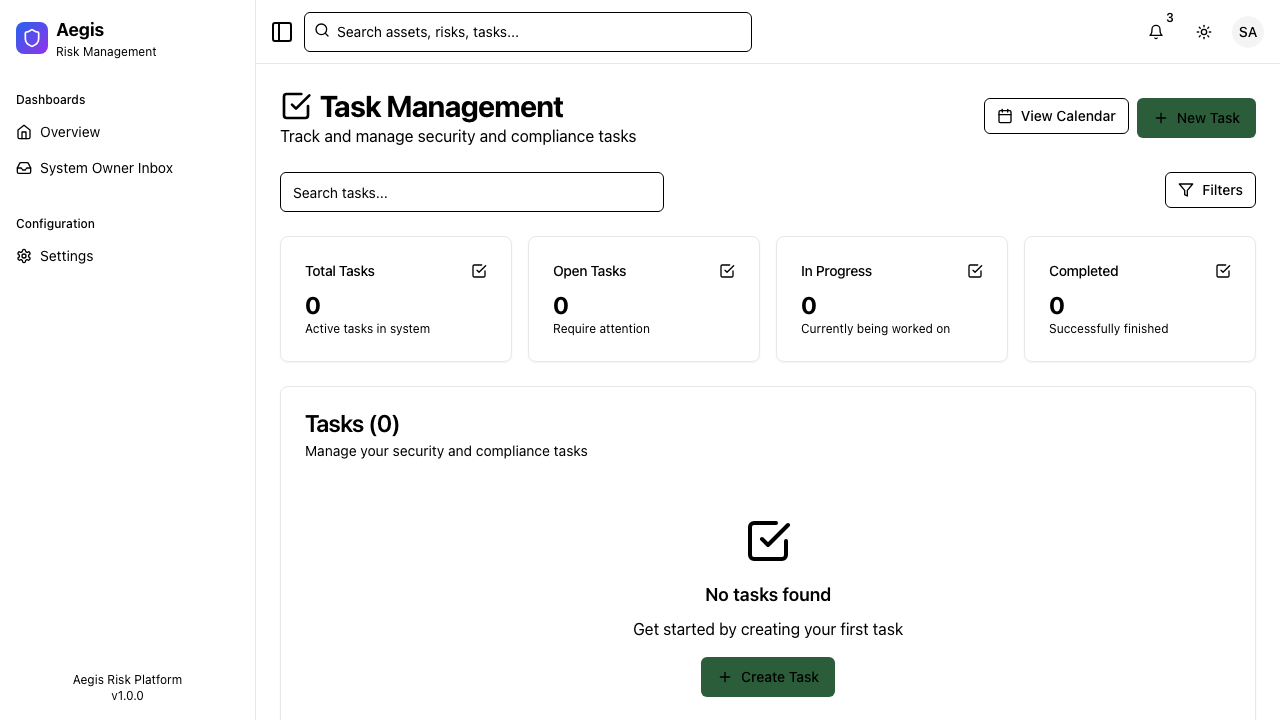 Aegis
Risk Management
Dashboards
Overview
System Owner Inbox
Configuration
Settings
Aegis Risk Platform
v1.0.0
Search assets, risks, tasks...
3
SA
Task Management
Track and manage security and compliance tasks
View Calendar
New Task
Search tasks...
Filters
Total Tasks
0
Active tasks in system
Open Tasks
0
Require attention
In Progress
0
Currently being worked on
Completed
0
Successfully finished
Tasks (0)
Manage your security and compliance tasks
No tasks found
Get started by creating your first task
Create Task